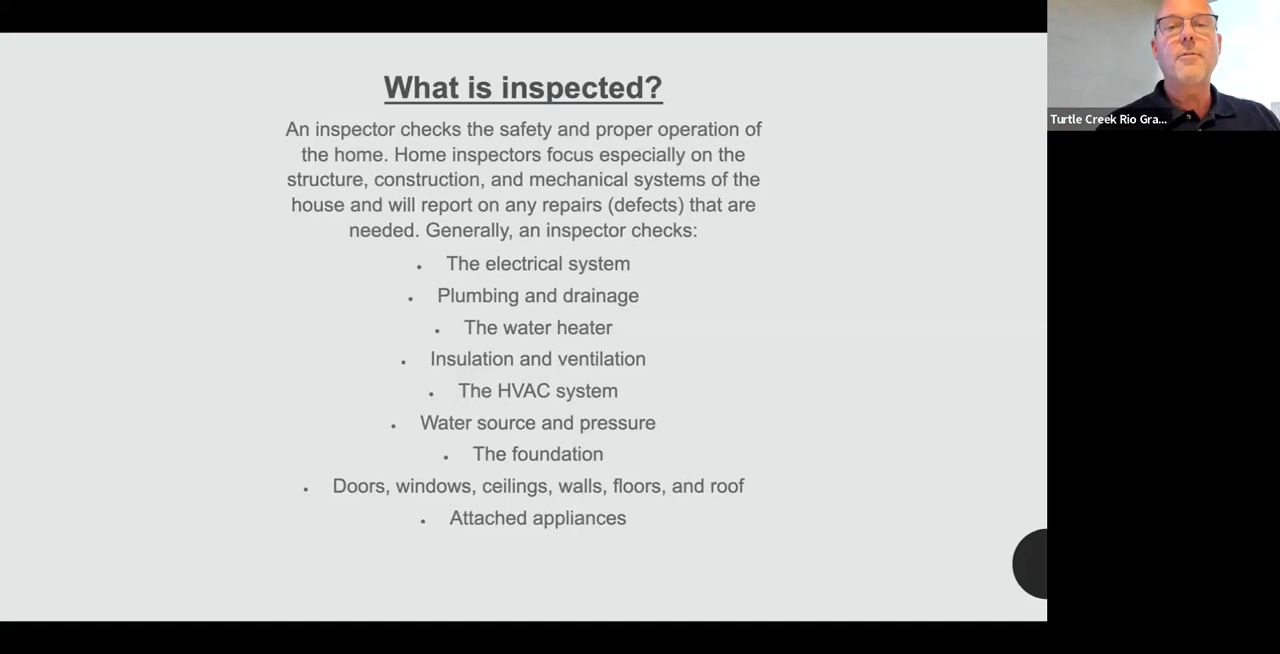 What is inspected?
An inspector checks the safety and proper operation of
the home. Home inspectors focus especially on the
structure, construction, and mechanical systems of the
house and will report on any repairs (defects) that are
needed. Generally, an inspector checks:
• The electrical system
• Plumbing and drainage
• The water heater
• Insulation and ventilation
• The HVAC system
• Water source and pressure
• The foundation
• Doors, windows, ceilings, walls, floors, and roof
• Attached appliances
Turtle Creek Rio Gra...